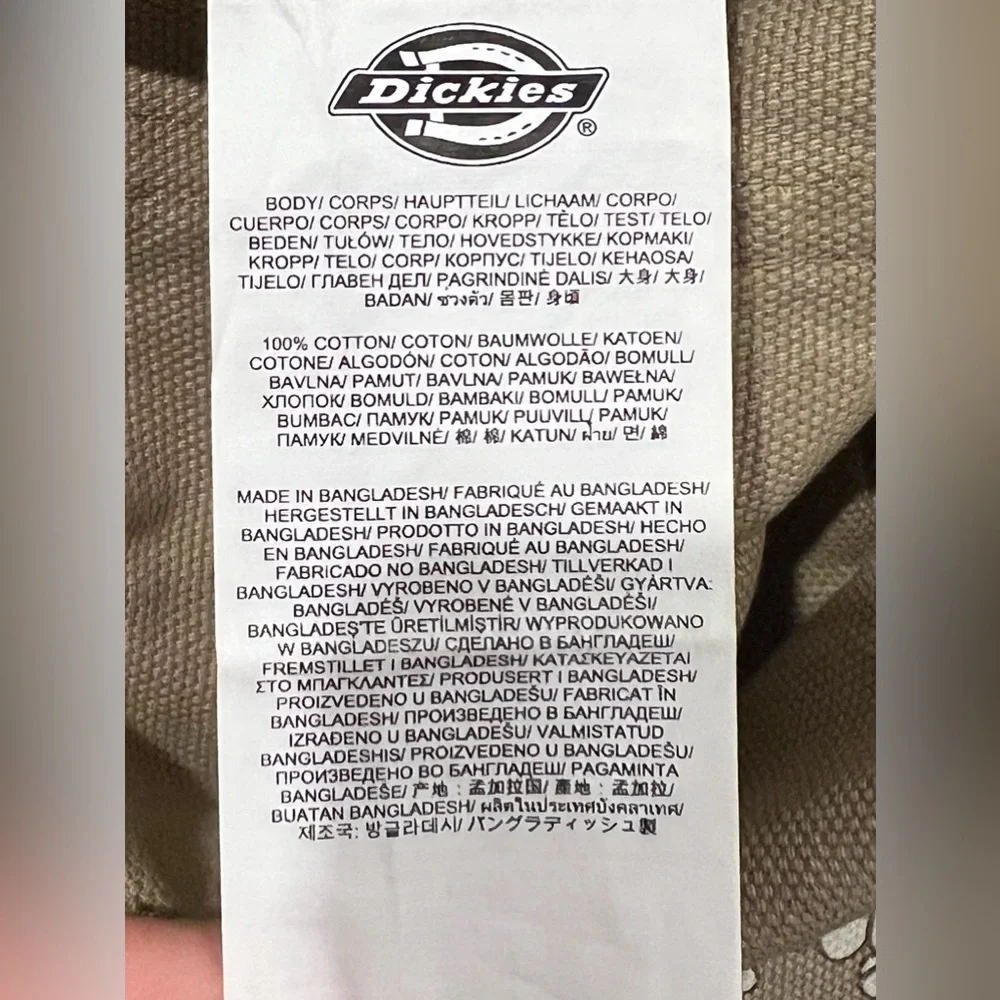 Dickies®
BODY/ CORPS/ HAUPTTEIL/ LICHAAM/ CORPO/
CUERPO/ CORPS/ CORPO/ KROPP/ TĚLO/ TEST/ TELO/
BEDEN/ TUŁÓW/ ТЕЛО/ HOVEDSTYKKE/ ΚΟΡΜΑΚΙ/
KROPP/ TELO/ CORP/ КОРПУС/ TIJELO/ KEHAOSA/
TIJELO/ ГЛАВЕН ДЕЛ/ PAGRINDINĖ DALIS/ 大身/ 大身/
BADAN/ ช่วงตัว/ 몸판/ 身頃
100% COTTON/ COTON/ BAUMWOLLE/ KATOEN/
COTONE/ ALGODÓN/ COTON/ ALGODÃO/ BOMULL/
BAVLNA/ PAMUT/ BAVLNA/ PAMUK/ BAWEŁNA/
ХЛОПОК/ BOMULD/ ΒΑΜΒΑΚΙ/ BOMULL/ PAMUK/
BUMBAC/ ПАМУК/ PAMUK/ PUUVILL/ PAMUK/
ПАМУК/ MEDVILNĖ/ 棉/ 棉/ KATUN/ ฝ้าย/ 면/ 綿
MADE IN BANGLADESH/ FABRIQUÉ AU BANGLADESH/
HERGESTELLT IN BANGLADESCH/ GEMAAKT IN
BANGLADESH/ PRODOTTO IN BANGLADESH/ HECHO
EN BANGLADESH/ FABRIQUÉ AU BANGLADESH/
FABRICADO NO BANGLADESH/ TILLVERKAD I
BANGLADESH/ VYROBENO V BANGLADÉŠI/ GYÁRTVA:
BANGLADÉŠ/ VYROBENÉ V BANGLADÉŠI/
BANGLADEŞ'TE ÜRETİLMİŞTİR/ WYPRODUKOWANO
W BANGLADESZU/ СДЕЛАНО В БАНГЛАДЕШ/
FREMSTILLET I BANGLADESH/ ΚΑΤΑΣΚΕΥΑΖΕΤΑΙ
ΣΤΟ ΜΠΑΓΚΛΑΝΤΕΣ/ PRODUSERT I BANGLADESH/
PROIZVEDENO U BANGLADEŠU/ FABRICAT ÎN
BANGLADESH/ ПРОИЗВЕДЕНО В БАНГЛАДЕШ/
IZRAĐENO U BANGLADEŠU/ VALMISTATUD
BANGLADESHIS/ PROIZVEDENO U BANGLADEŠU/
ПРОИЗВЕДЕНО ВО БАНГЛАДЕШ/ PAGAMINTA
BANGLADEŠE/ 产地：孟加拉国/ 產地：孟加拉/
BUATAN BANGLADESH/ ผลิตในประเทศบังคลาเทศ/
제조국: 방글라데시/ バングラディッシュ製